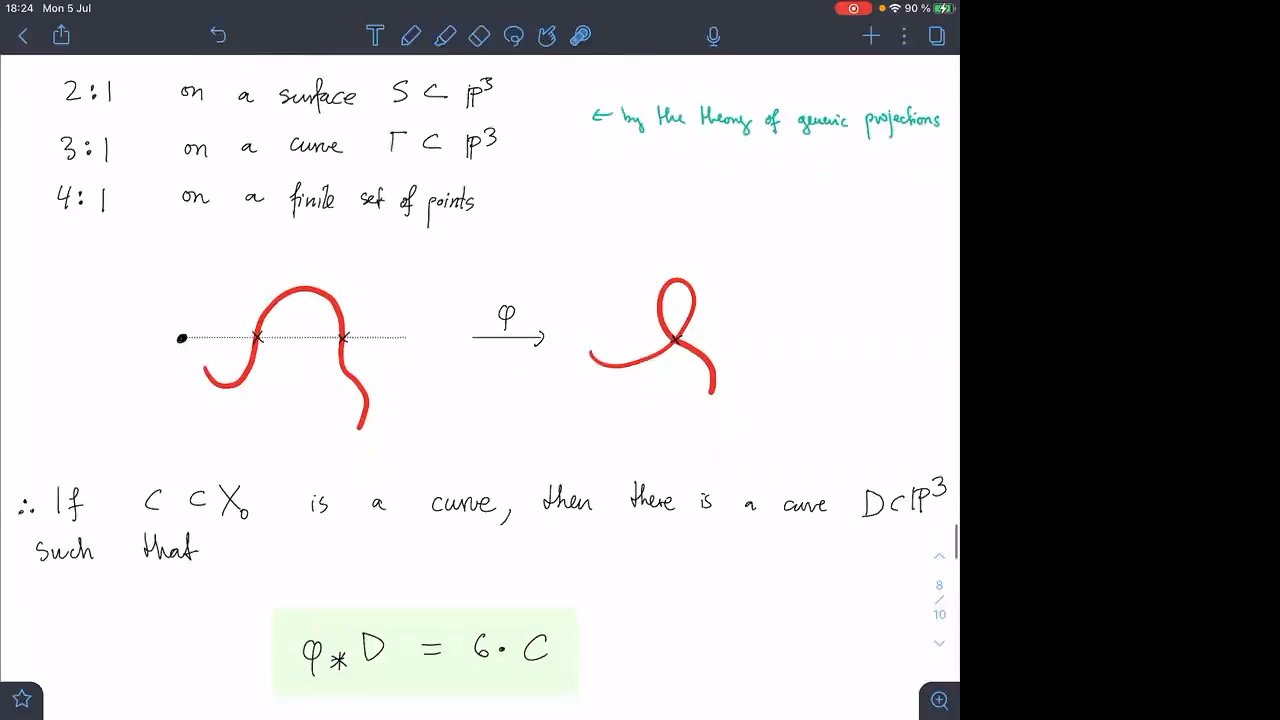 18:24 Mon 5 Jul 90 %
2:1 on a surface S ⊂ ℙ³
← by the theory of generic projections
3:1 on a curve Γ ⊂ ℙ³
4:1 on a finite set of points
φ
∴ If C ⊂ X₀ is a curve, then there is a curve D ⊂ ℙ³
such that
8
/
10
φ_* D = 6 · C